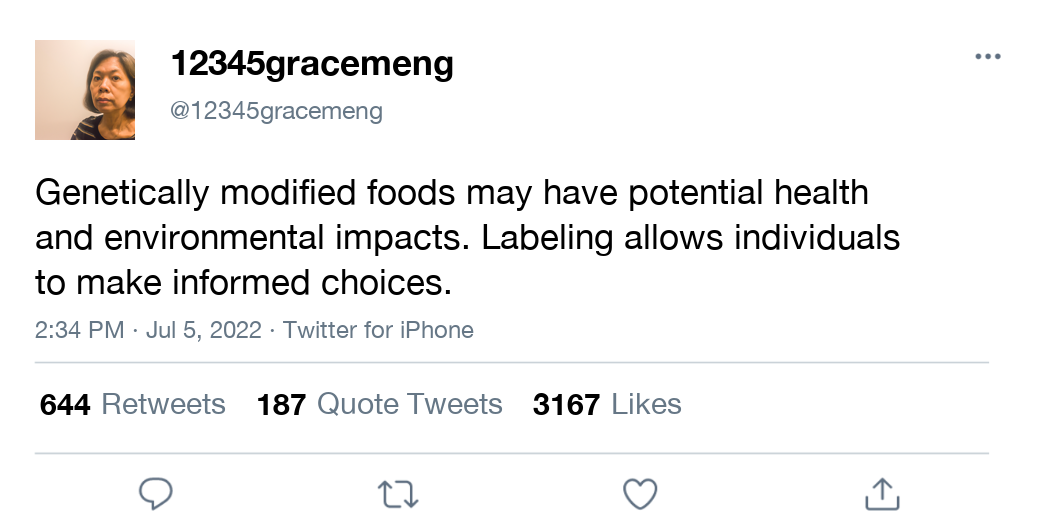 12345gracemeng
@12345gracemeng
Genetically modified foods may have potential health
and environmental impacts. Labeling allows individuals
to make informed choices.
2:34 PM · Jul 5, 2022 · Twitter for iPhone
644 Retweets 187 Quote Tweets 3167 Likes